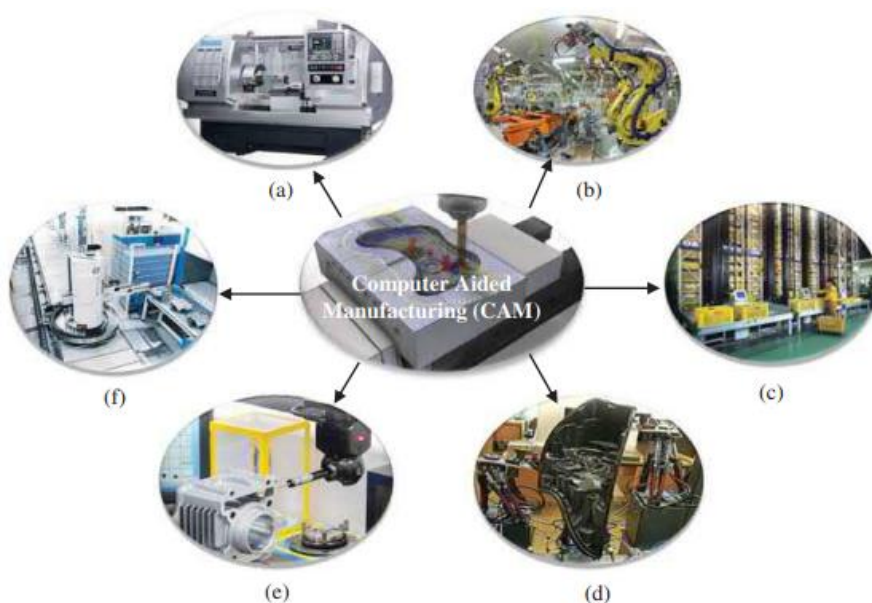 (a)
(b)
Computer Aided
Manufacturing (CAM)
(f)
(c)
(e)
(d)